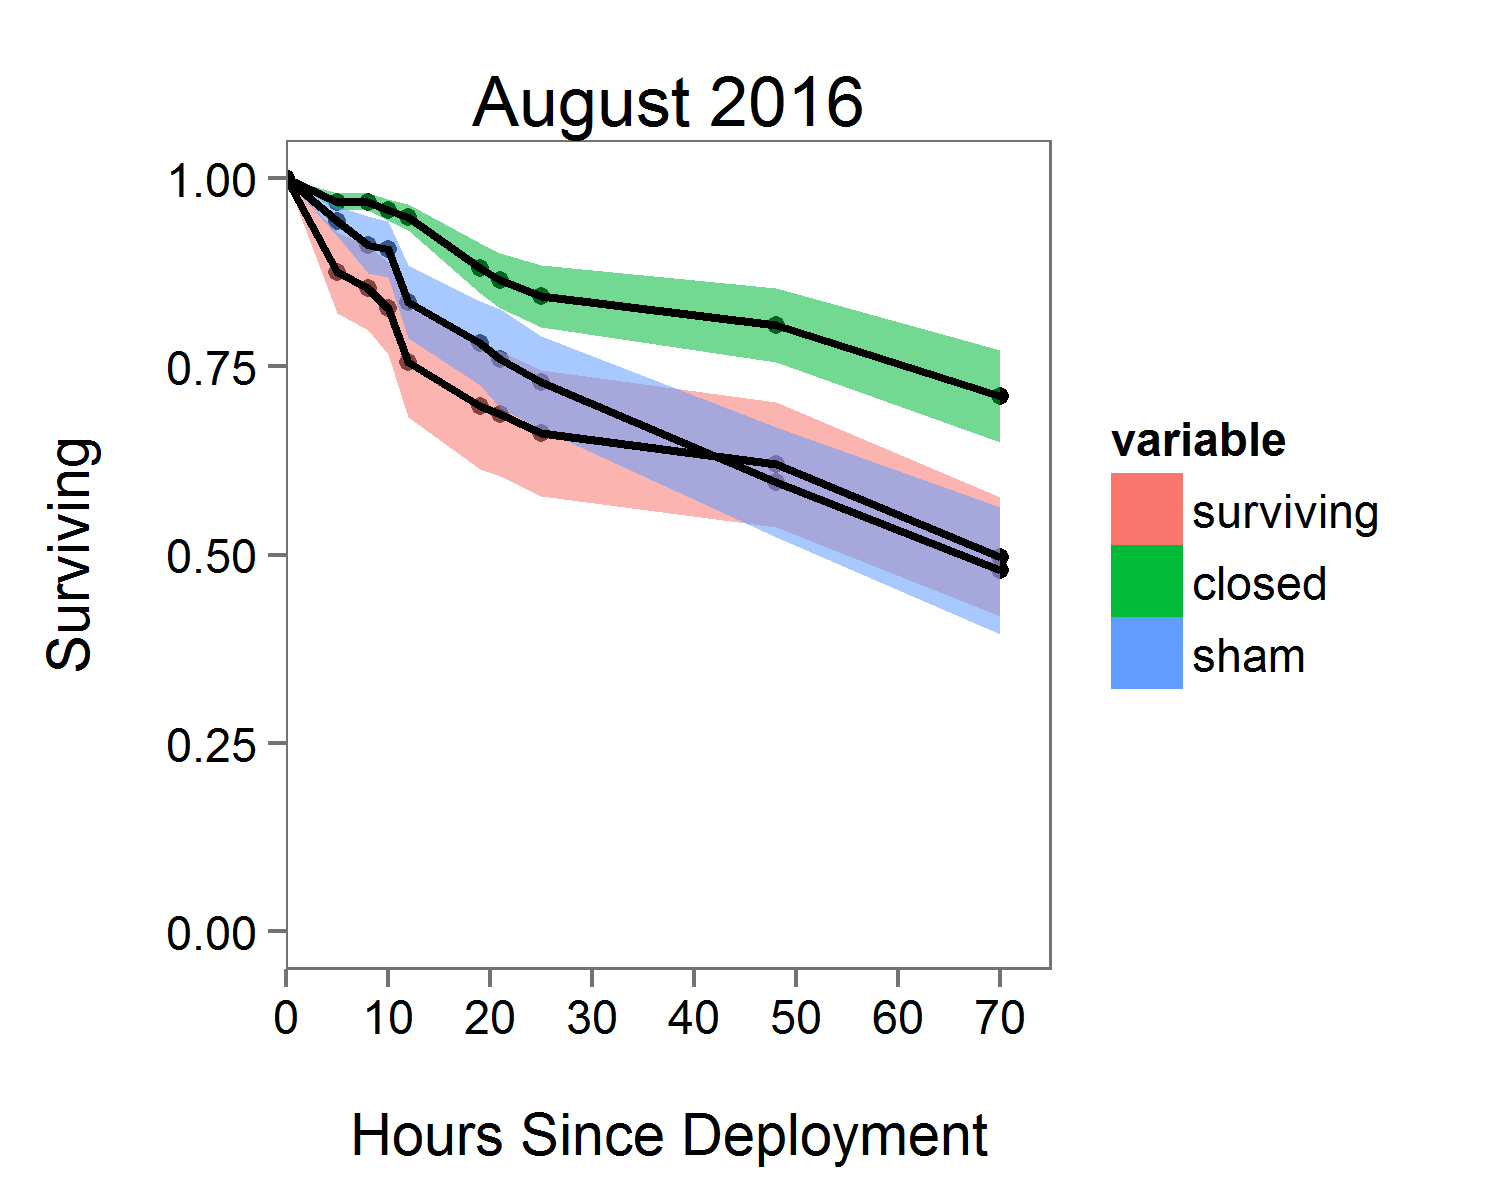 August 2016
1.00
0.75
0.50
0.25
0.00
Surviving
0 10 20 30 40 50 60 70
Hours Since Deployment
variable
surviving
closed
sham